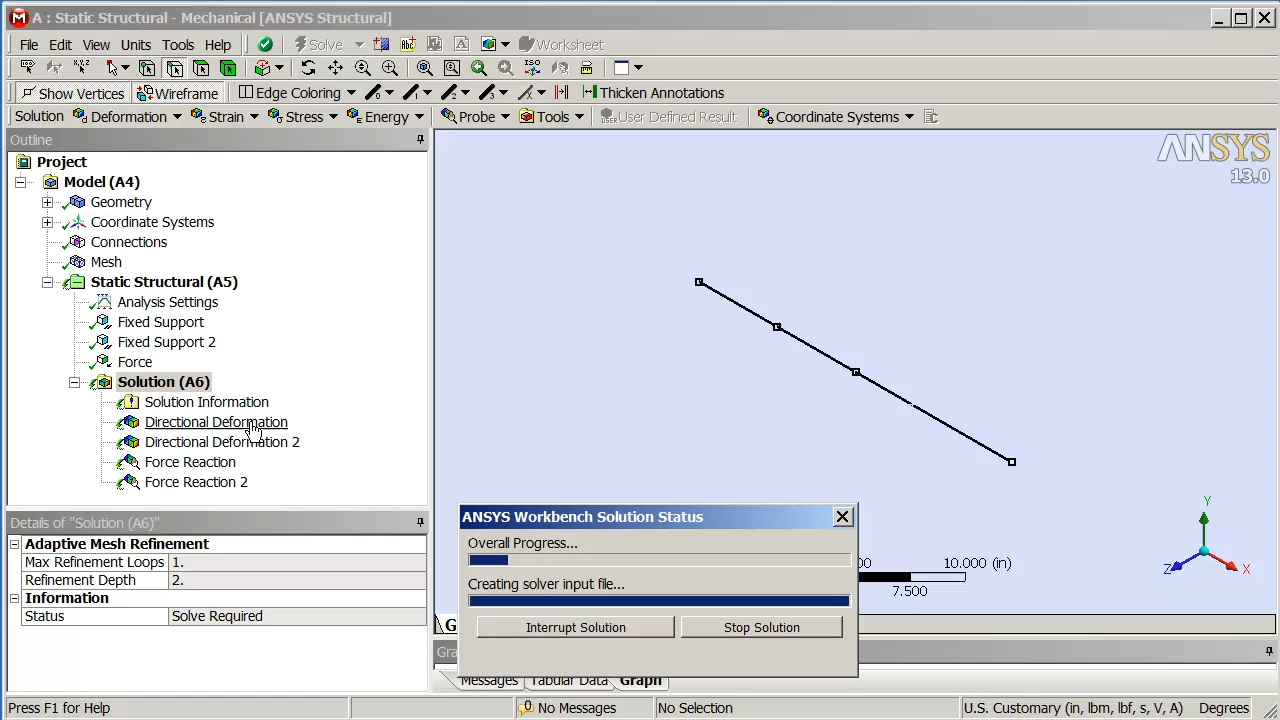 A : Static Structural - Mechanical [ANSYS Structural]
File Edit View Units Tools Help Solve Worksheet
Show Vertices Wireframe Edge Coloring Thicken Annotations
Solution Deformation Strain Stress Energy Probe Tools User Defined Result Coordinate Systems
Outline
Project
Model (A4)
Geometry
Coordinate Systems
Connections
Mesh
Static Structural (A5)
Analysis Settings
Fixed Support
Fixed Support 2
Force
Solution (A6)
Solution Information
Directional Deformation
Directional Deformation 2
Force Reaction
Force Reaction 2
Details of "Solution (A6)"
Adaptive Mesh Refinement
Max Refinement Loops 1.
Refinement Depth 2.
Information
Status Solve Required
ANSYS
13.0
Y
Z
X
10.000 (in)
7.500
ANSYS Workbench Solution Status
Overall Progress...
Creating solver input file...
Interrupt Solution Stop Solution
Messages Tabular Data Graph
Press F1 for Help No Messages No Selection U.S. Customary (in, lbm, lbf, s, V, A) Degrees